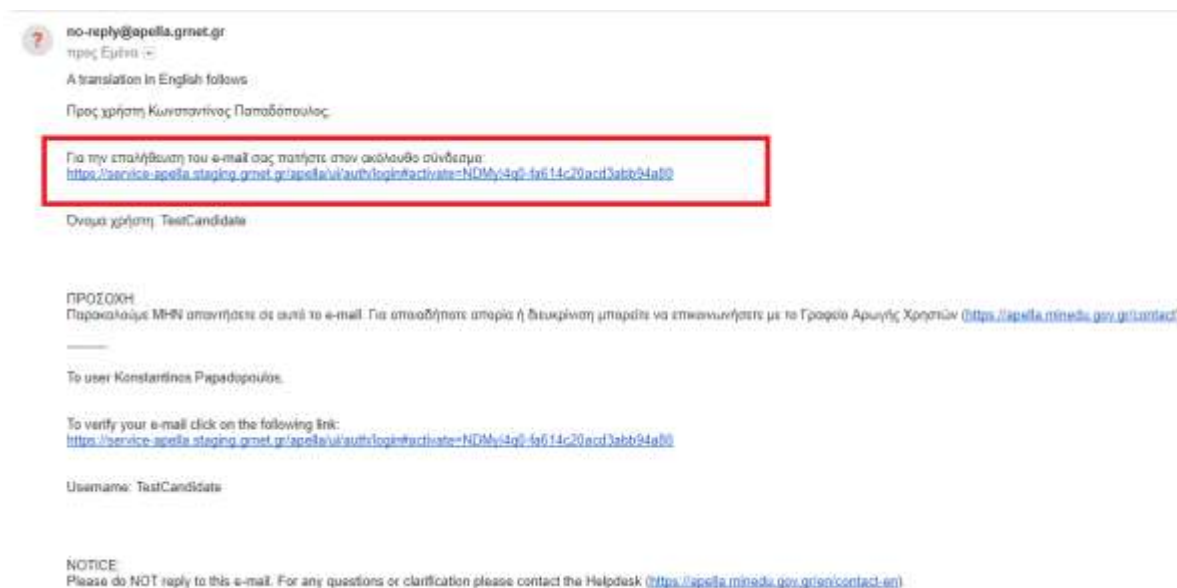 no-reply@apella.grnet.gr
προς Εμένα
A translation in English follows
Προς χρήστη Κωνσταντίνος Παπαδόπουλος,
Για την επαλήθευση του e-mail σας πατήστε στον ακόλουθο σύνδεσμο:
https://service-apella.staging.grnet.gr/apella/ui/auth/login#activate=NDMy/4q0-fa614c20acd3abb94a80
Όνομα χρήστη: TestCandidate
ΠΡΟΣΟΧΗ
Παρακαλούμε ΜΗΝ απαντήσετε σε αυτό το e-mail. Για οποιαδήποτε απορία ή διευκρίνιση μπορείτε να επικοινωνήσετε με το Γραφείο Αρωγής Χρηστών (https://apella.minedu.gov.gr/contact
To user Konstantinos Papadopoulos,
To verify your e-mail click on the following link:
https://service-apella.staging.grnet.gr/apella/ui/auth/login#activate=NDMy/4q0-fa614c20acd3abb94a80
Username: TestCandidate
NOTICE
Please do NOT reply to this e-mail. For any questions or clarification please contact the Helpdesk (https://apella.minedu.gov.gr/en/contact-en)